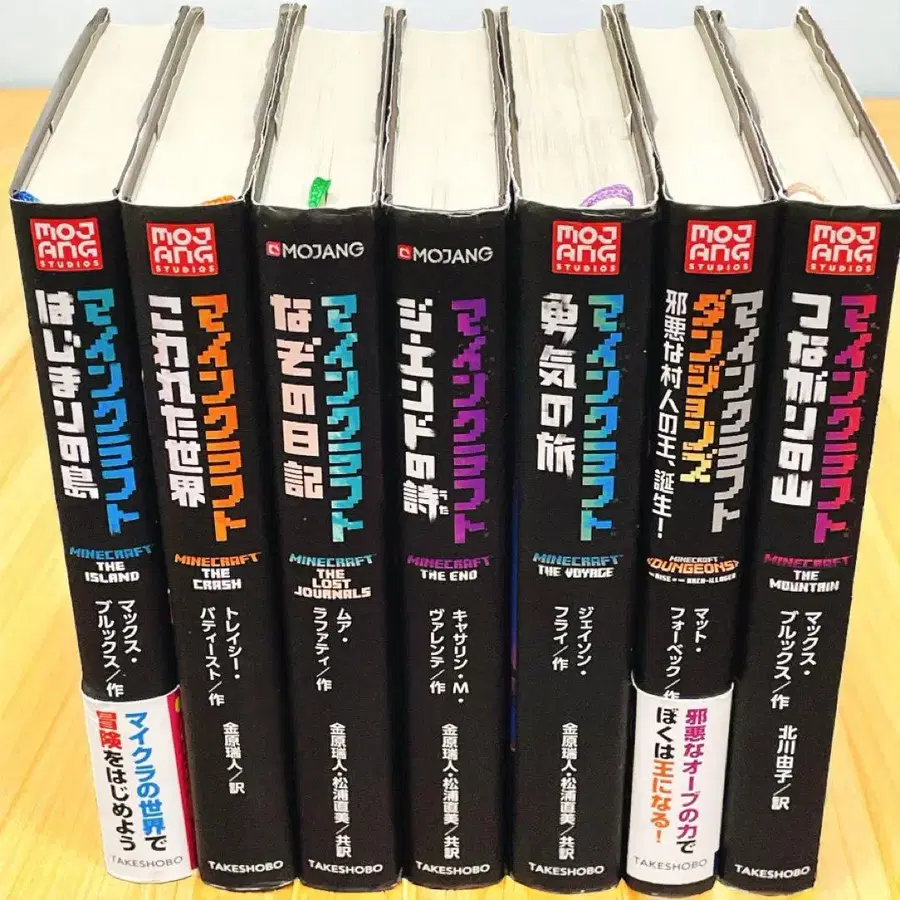 MOJANG
STUDIOS
マインクラフト
はじまりの島
MINECRAFT
THE
ISLAND
マックス・
ブルックス/作
マイクラの世界で
冒険をはじめよう
TAKESHOBO
MOJANG
STUDIOS
マインクラフト
こわれた世界
MINECRAFT
THE
CRASH
トレイシー・
バティースト/作
金原瑞人/訳
TAKESHOBO
MOJANG
マインクラフト
なぞの日記
MINECRAFT
THE
LOST
JOURNALS
ムア・
ラファティ/作
金原瑞人・松浦直美/共訳
TAKESHOBO
MOJANG
マインクラフト
ジ・エンドの詩
うた
MINECRAFT
THE END
キャサリン・M・
ヴァレンテ/作
金原瑞人・松浦直美/共訳
TAKESHOBO
MOJANG
STUDIOS
マインクラフト
勇気の旅
MINECRAFT
THE VOYAGE
ジェイソン・
フライ/作
金原瑞人・松浦直美/共訳
TAKESHOBO
MOJANG
STUDIOS
マインクラフト
ダンジョンズ
邪悪な村人の王、誕生!
MINECRAFT
DUNGEONS
THE RISE OF THE ARCH-ILLAGER
マット・
フォーベック/作
邪悪なオーブの力で
ぼくは王になる!
TAKESHOBO
MOJANG
STUDIOS
マインクラフト
つながりの山
MINECRAFT
THE
MOUNTAIN
マックス・
ブルックス/作
北川由子/訳
TAKESHOBO